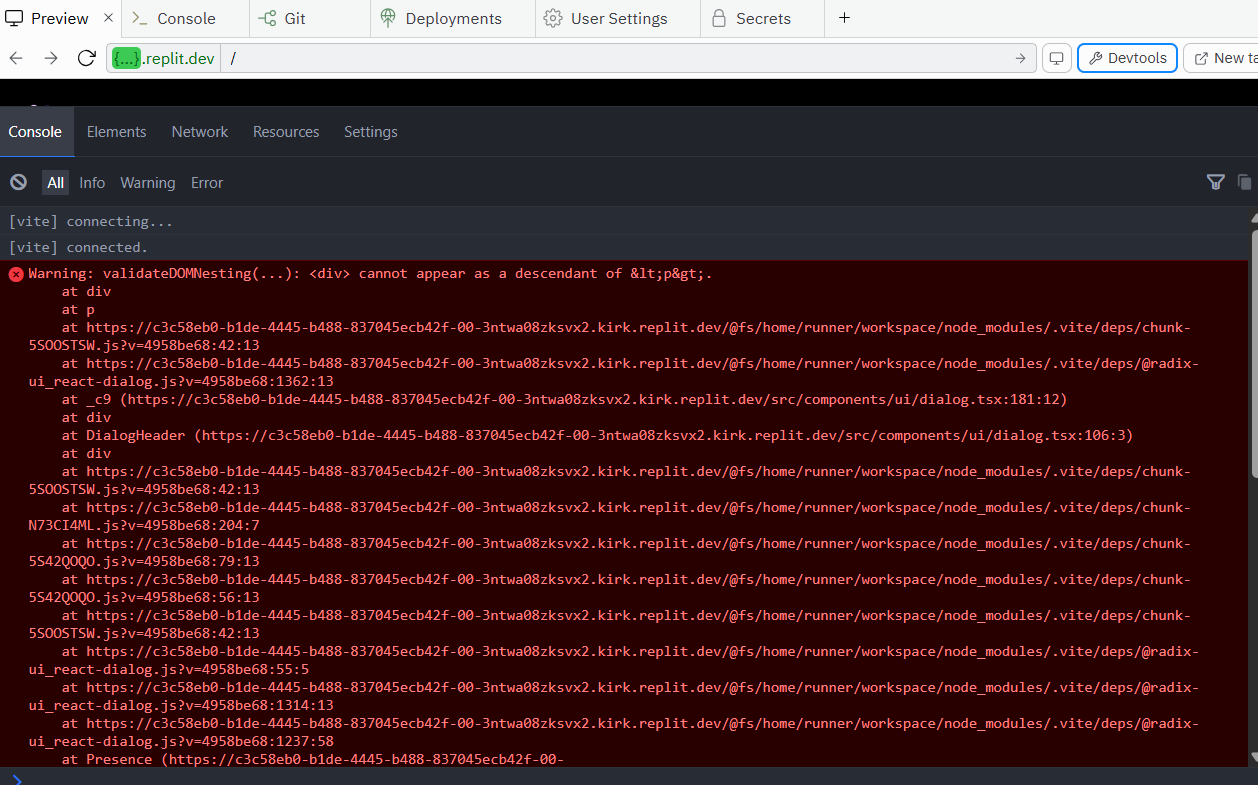 Preview × Console Git Deployments User Settings Secrets +
{...}.replit.dev / Devtools New ta
Console Elements Network Resources Settings
All Info Warning Error
[vite] connecting...
[vite] connected.
Warning: validateDOMNesting(...): <div> cannot appear as a descendant of &lt;p&gt;.
at div
at p
at https://c3c58eb0-b1de-4445-b488-837045ecb42f-00-3ntwa08zksvx2.kirk.replit.dev/@fs/home/runner/workspace/node_modules/.vite/deps/chunk-
5SOOSTSW.js?v=4958be68:42:13
at https://c3c58eb0-b1de-4445-b488-837045ecb42f-00-3ntwa08zksvx2.kirk.replit.dev/@fs/home/runner/workspace/node_modules/.vite/deps/@radix-
ui_react-dialog.js?v=4958be68:1362:13
at _c9 (https://c3c58eb0-b1de-4445-b488-837045ecb42f-00-3ntwa08zksvx2.kirk.replit.dev/src/components/ui/dialog.tsx:181:12)
at div
at DialogHeader (https://c3c58eb0-b1de-4445-b488-837045ecb42f-00-3ntwa08zksvx2.kirk.replit.dev/src/components/ui/dialog.tsx:106:3)
at div
at https://c3c58eb0-b1de-4445-b488-837045ecb42f-00-3ntwa08zksvx2.kirk.replit.dev/@fs/home/runner/workspace/node_modules/.vite/deps/chunk-
5SOOSTSW.js?v=4958be68:42:13
at https://c3c58eb0-b1de-4445-b488-837045ecb42f-00-3ntwa08zksvx2.kirk.replit.dev/@fs/home/runner/workspace/node_modules/.vite/deps/chunk-
N73CI4ML.js?v=4958be68:204:7
at https://c3c58eb0-b1de-4445-b488-837045ecb42f-00-3ntwa08zksvx2.kirk.replit.dev/@fs/home/runner/workspace/node_modules/.vite/deps/chunk-
5S42QOQO.js?v=4958be68:79:13
at https://c3c58eb0-b1de-4445-b488-837045ecb42f-00-3ntwa08zksvx2.kirk.replit.dev/@fs/home/runner/workspace/node_modules/.vite/deps/chunk-
5S42QOQO.js?v=4958be68:56:13
at https://c3c58eb0-b1de-4445-b488-837045ecb42f-00-3ntwa08zksvx2.kirk.replit.dev/@fs/home/runner/workspace/node_modules/.vite/deps/chunk-
5SOOSTSW.js?v=4958be68:42:13
at https://c3c58eb0-b1de-4445-b488-837045ecb42f-00-3ntwa08zksvx2.kirk.replit.dev/@fs/home/runner/workspace/node_modules/.vite/deps/@radix-
ui_react-dialog.js?v=4958be68:55:5
at https://c3c58eb0-b1de-4445-b488-837045ecb42f-00-3ntwa08zksvx2.kirk.replit.dev/@fs/home/runner/workspace/node_modules/.vite/deps/@radix-
ui_react-dialog.js?v=4958be68:1314:13
at https://c3c58eb0-b1de-4445-b488-837045ecb42f-00-3ntwa08zksvx2.kirk.replit.dev/@fs/home/runner/workspace/node_modules/.vite/deps/@radix-
ui_react-dialog.js?v=4958be68:1237:58
at Presence (https://c3c58eb0-b1de-4445-b488-837045ecb42f-00-